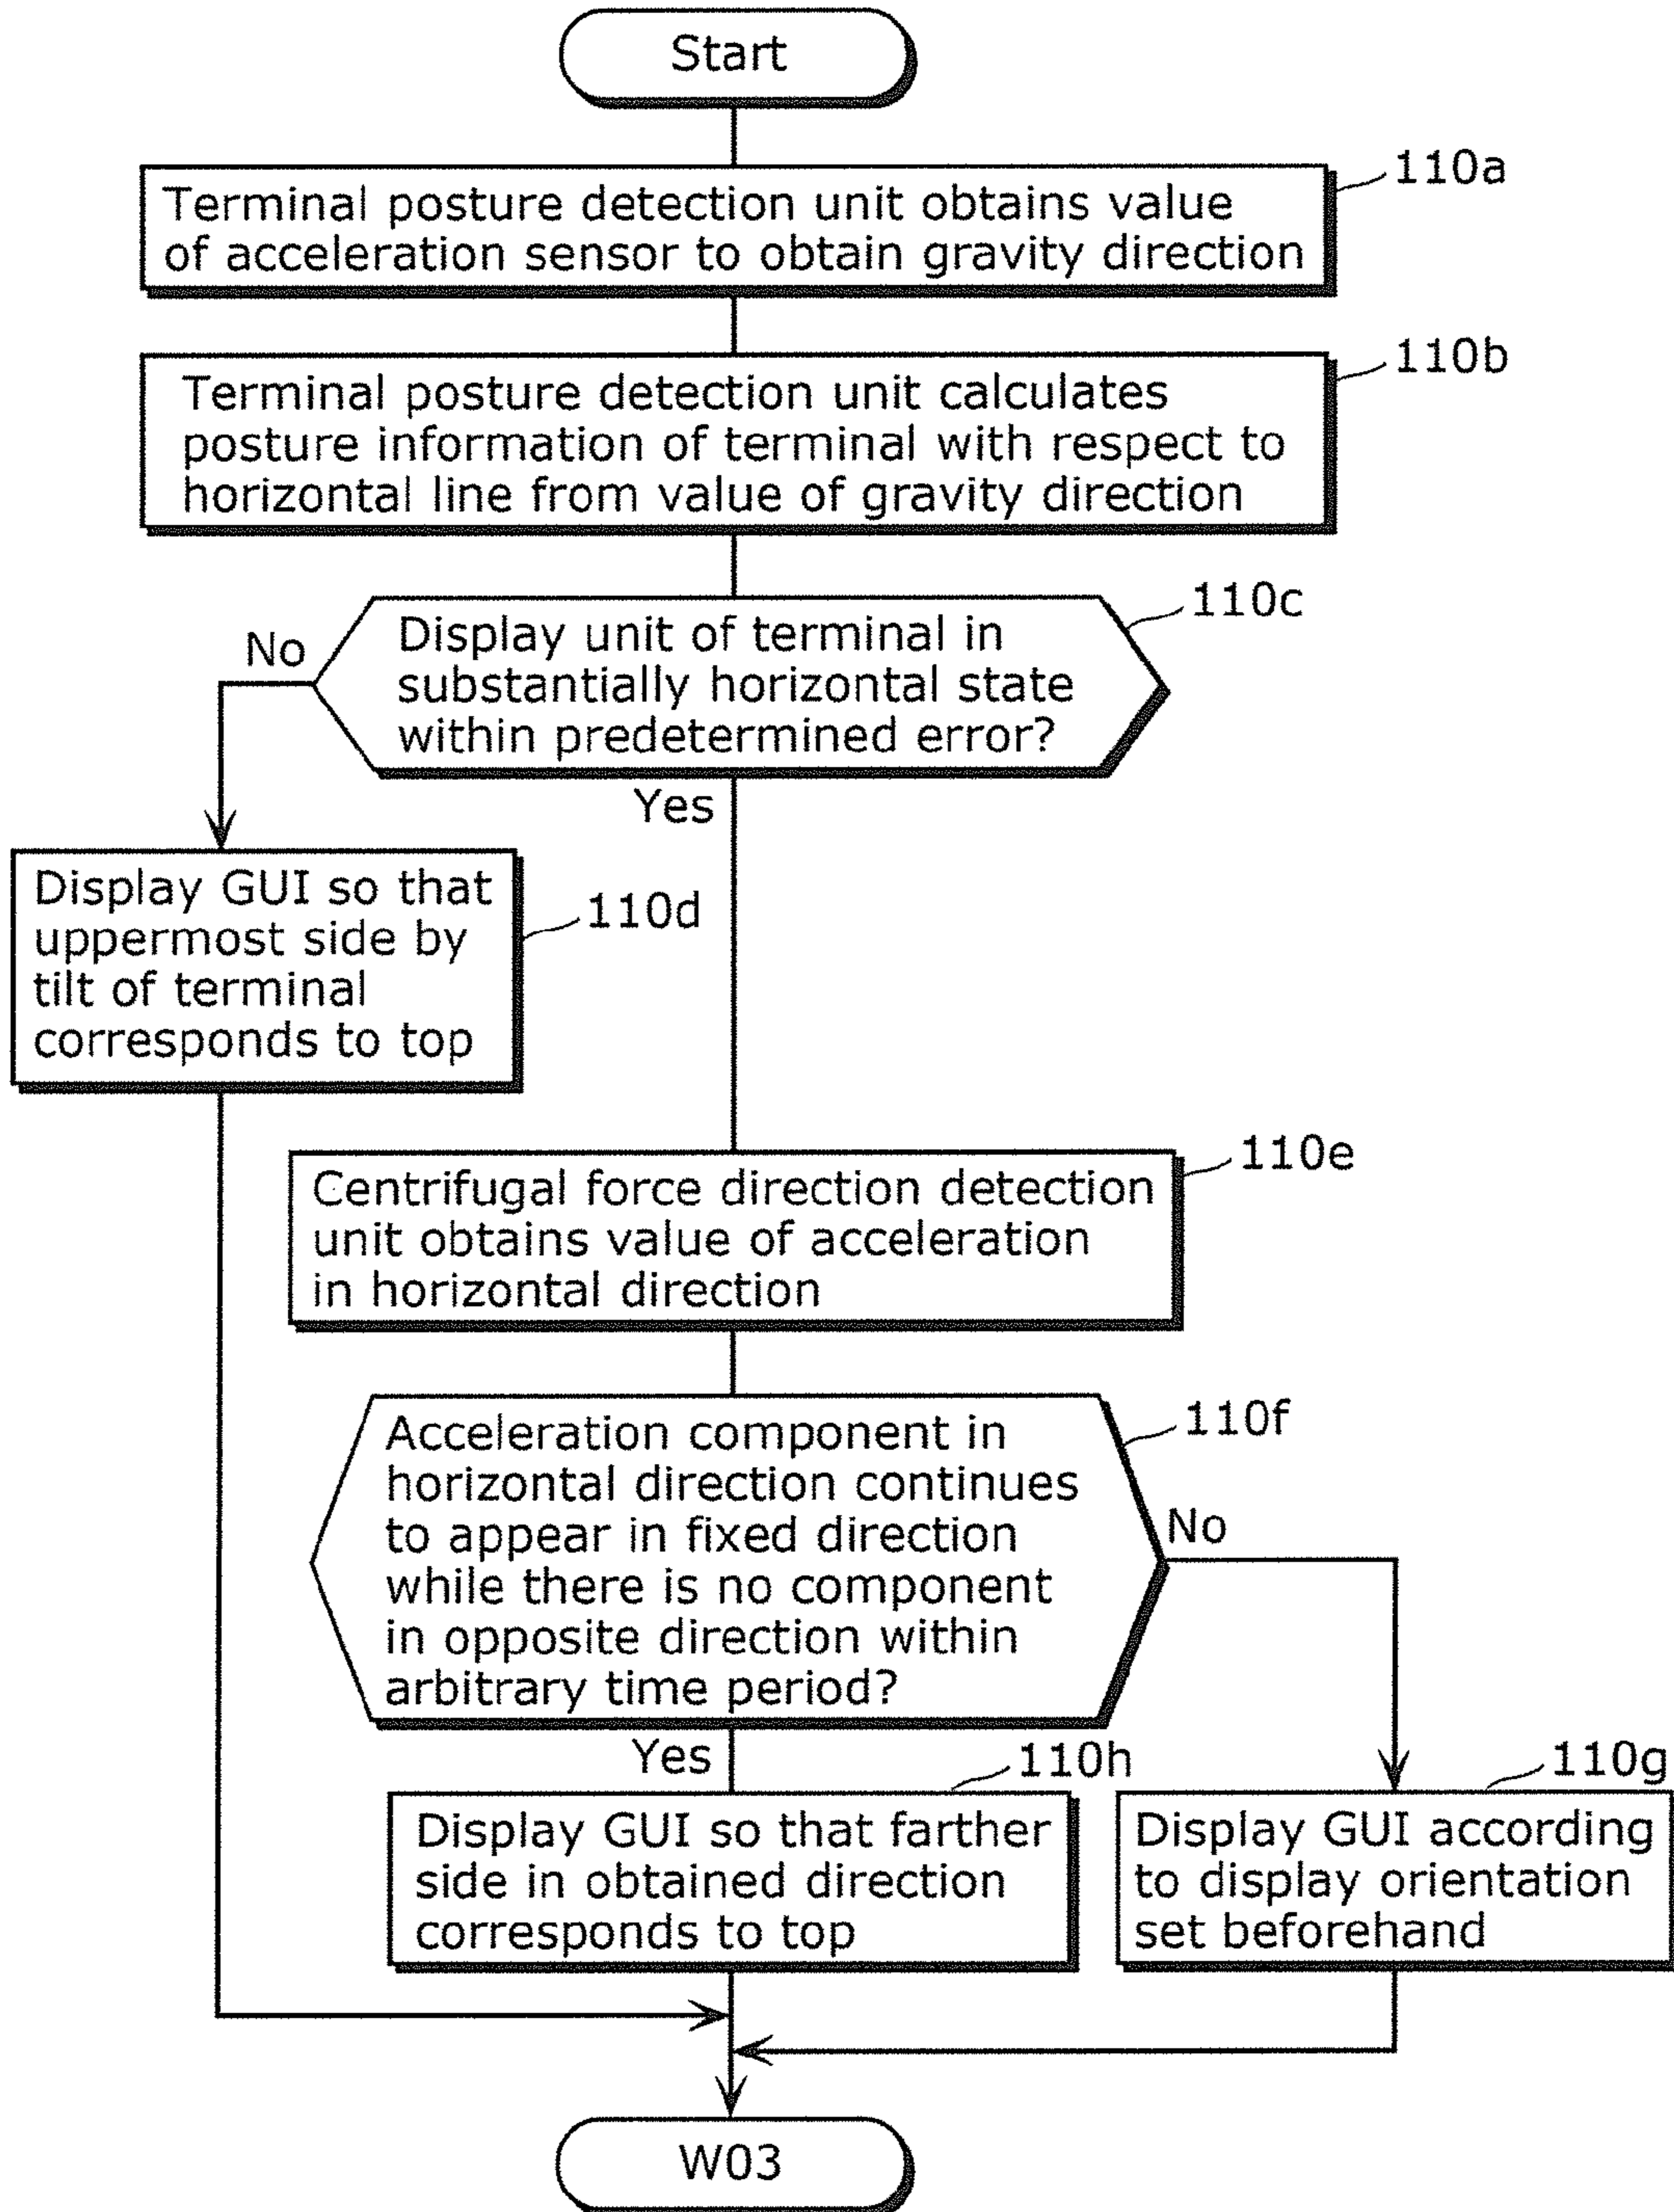 Start
110a
Terminal posture detection unit obtains value
of acceleration sensor to obtain gravity direction
110b
Terminal posture detection unit calculates
posture information of terminal with respect to
horizontal line from value of gravity direction
110c
No
Display unit of terminal in
substantially horizontal state
within predetermined error?
Yes
Display GUI so that
uppermost side by
tilt of terminal
corresponds to top
110d
110e
Centrifugal force direction detection
unit obtains value of acceleration
in horizontal direction
110f
Acceleration component in
horizontal direction continues
to appear in fixed direction
while there is no component
in opposite direction within
arbitrary time period?
No
Yes
110h
110g
Display GUI so that farther
side in obtained direction
corresponds to top
Display GUI according
to display orientation
set beforehand
W03